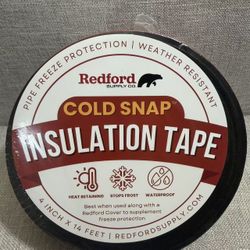 PIPE FREEZE PROTECTION | WEATHER RESISTANT
Redford
SUPPLY CO.
COLD SNAP™
INSULATION TAPE
HEAT RETAINING
STOPS FROST
WATERPROOF
Best when used along with a
Redford Cover to supplement
freeze protection.
4 INCH X 14 FEET | REDFORDSUPPLY.COM